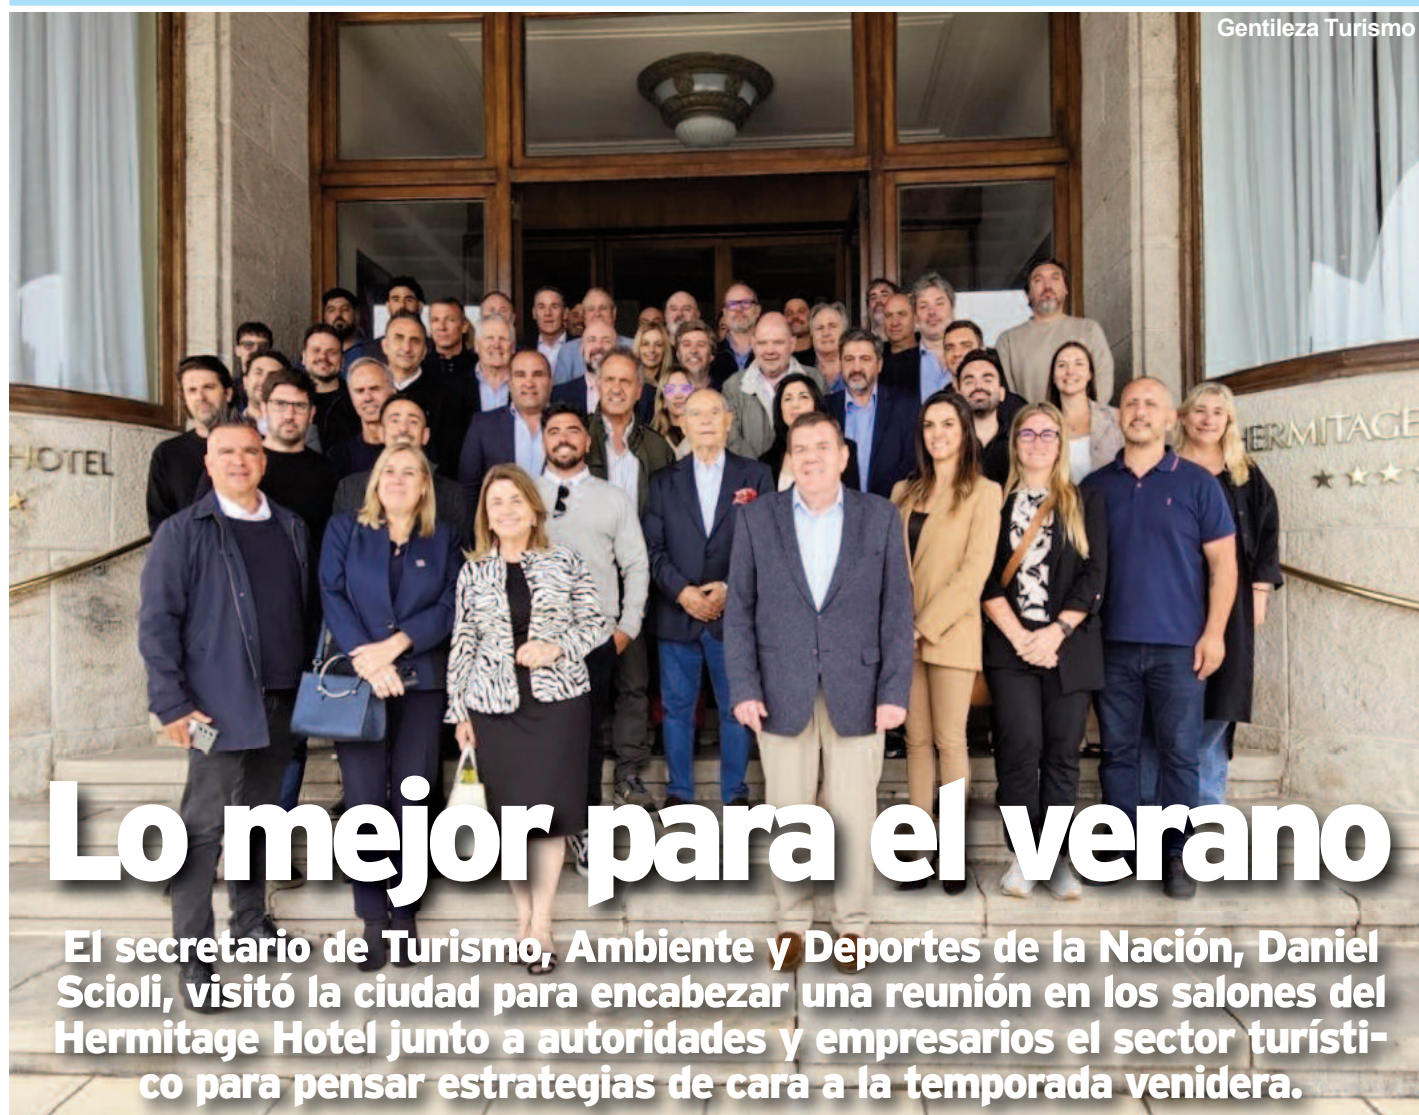 Gentileza Turismo
HOTEL
HERMITAGE
Lo mejor para el verano
El secretario de Turismo, Ambiente y Deportes de la Nación, Daniel
Scioli, visitó la ciudad para encabezar una reunión en los salones del
Hermitage Hotel junto a autoridades y empresarios el sector turísti-
co para pensar estrategias de cara a la temporada venidera.